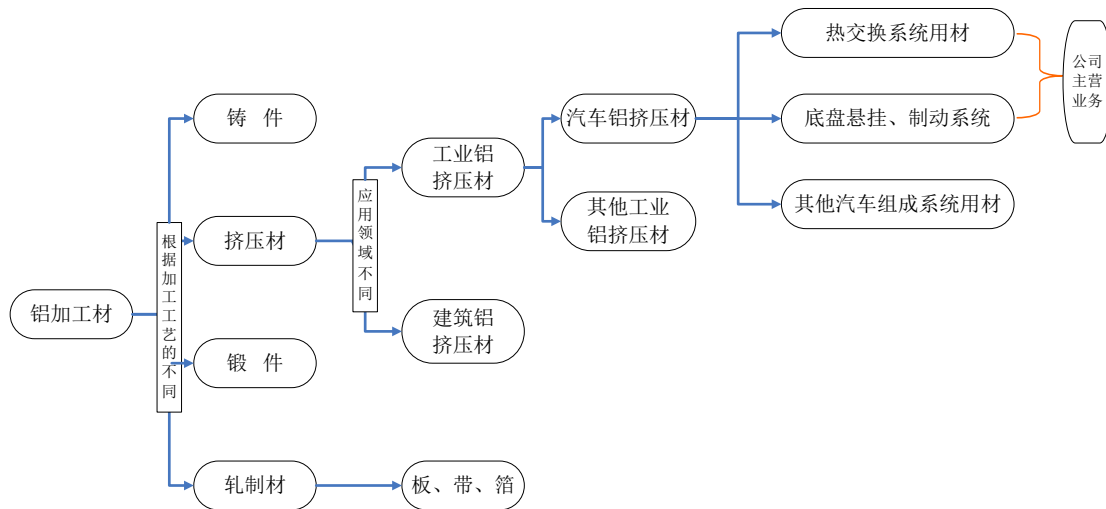 铝加工材
根据加工工艺的不同
铸 件
挤压材
锻 件
轧制材
应用领域不同
工业铝
挤压材
建筑铝
挤压材
板、带、箔
汽车铝挤压材
其他工业
铝挤压材
热交换系统用材
底盘悬挂、制动系统
其他汽车组成系统用材
公司
主营
业务